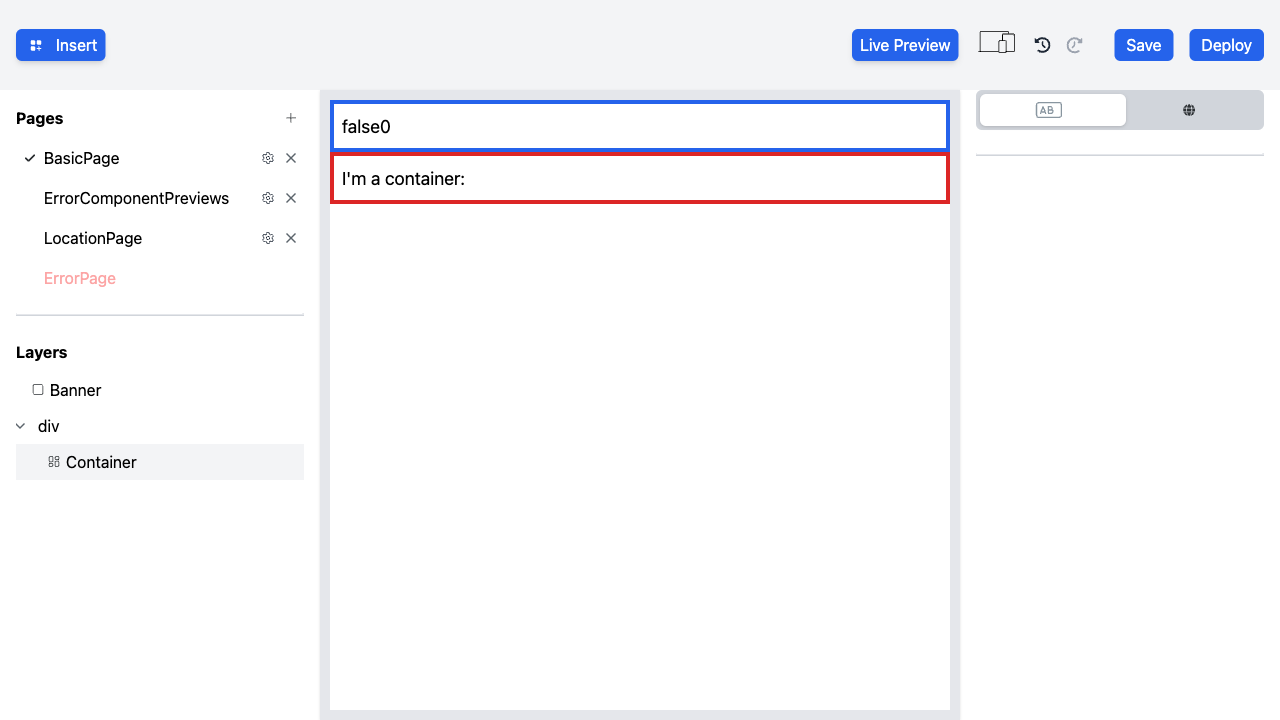 Insert
Live Preview
Save
Deploy
Pages
BasicPage
ErrorComponentPreviews
LocationPage
ErrorPage
Layers
Banner
div
Container
false0
I'm a container:
AB